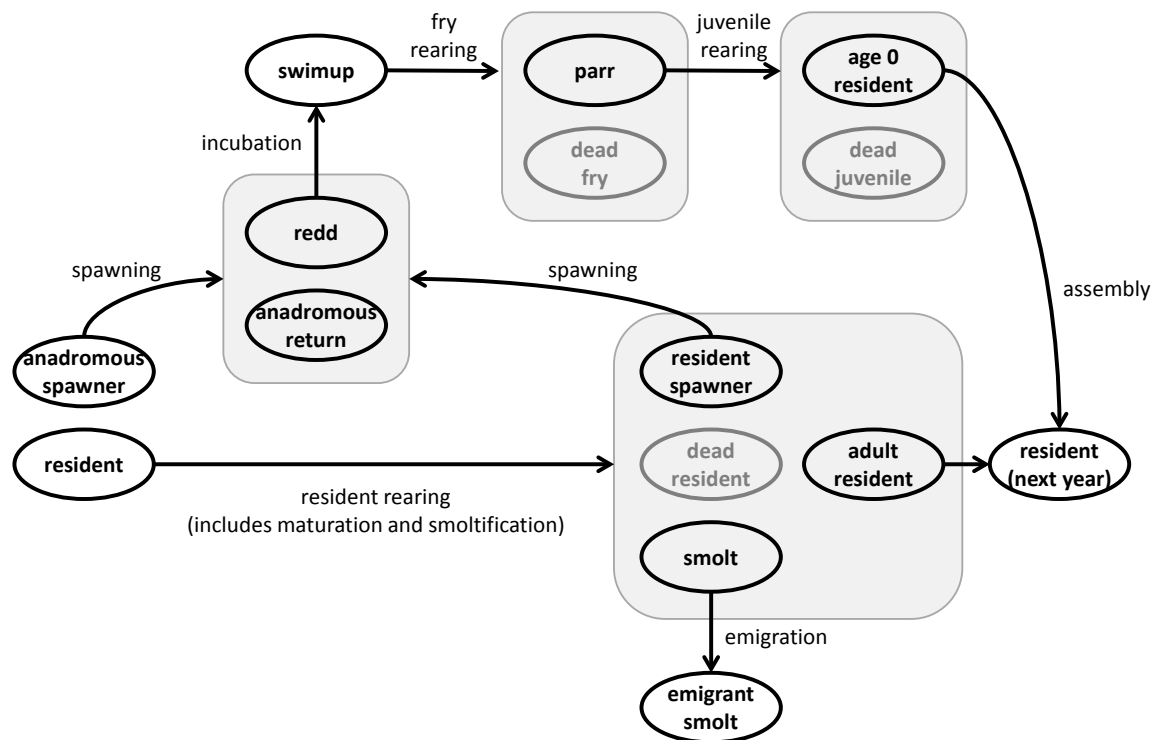 fry
rearing
juvenile
rearing
swimup
parr
age 0
resident
incubation
dead
fry
dead
juvenile
redd
spawning
spawning
anadromous
return
assembly
anadromous
spawner
resident
spawner
resident
dead
resident
adult
resident
resident
(next year)
resident rearing
(includes maturation and smoltification)
smolt
emigration
emigrant
smolt